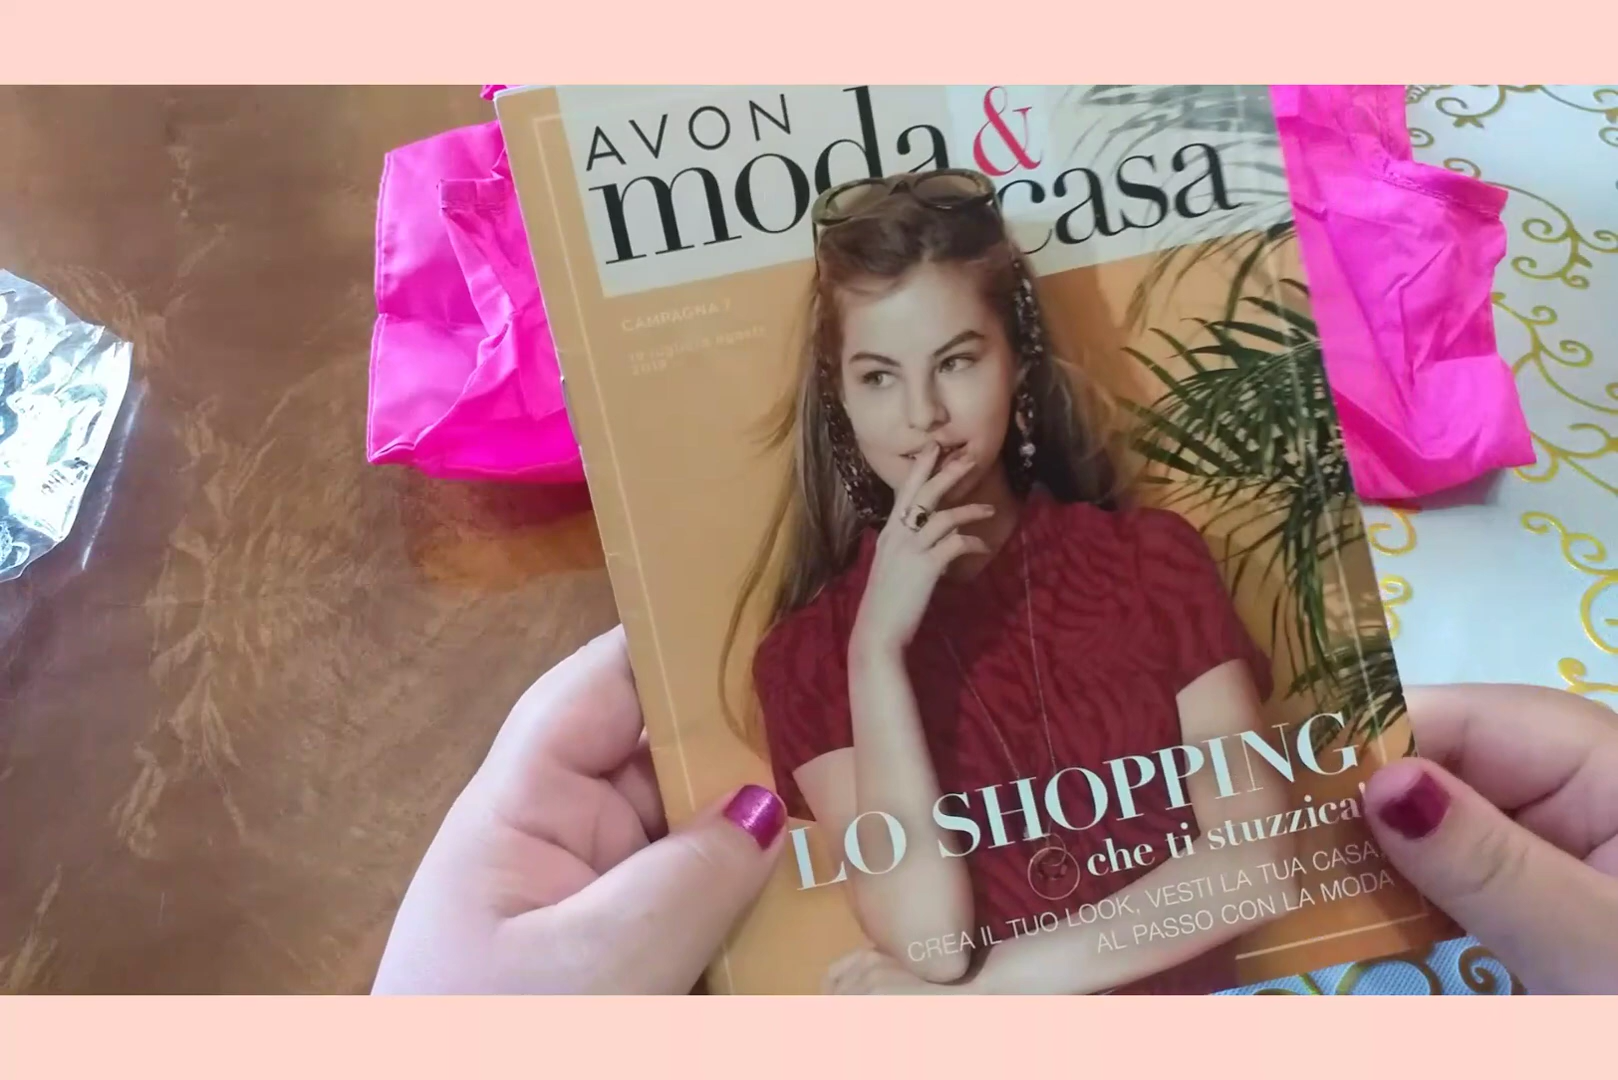 AVON
moda &
casa
CAMPAGNA 7
2019
LO SHOPPING
che ti stuzzica!
CREA IL TUO LOOK, VESTI LA TUA CASA,
AL PASSO CON LA MODA